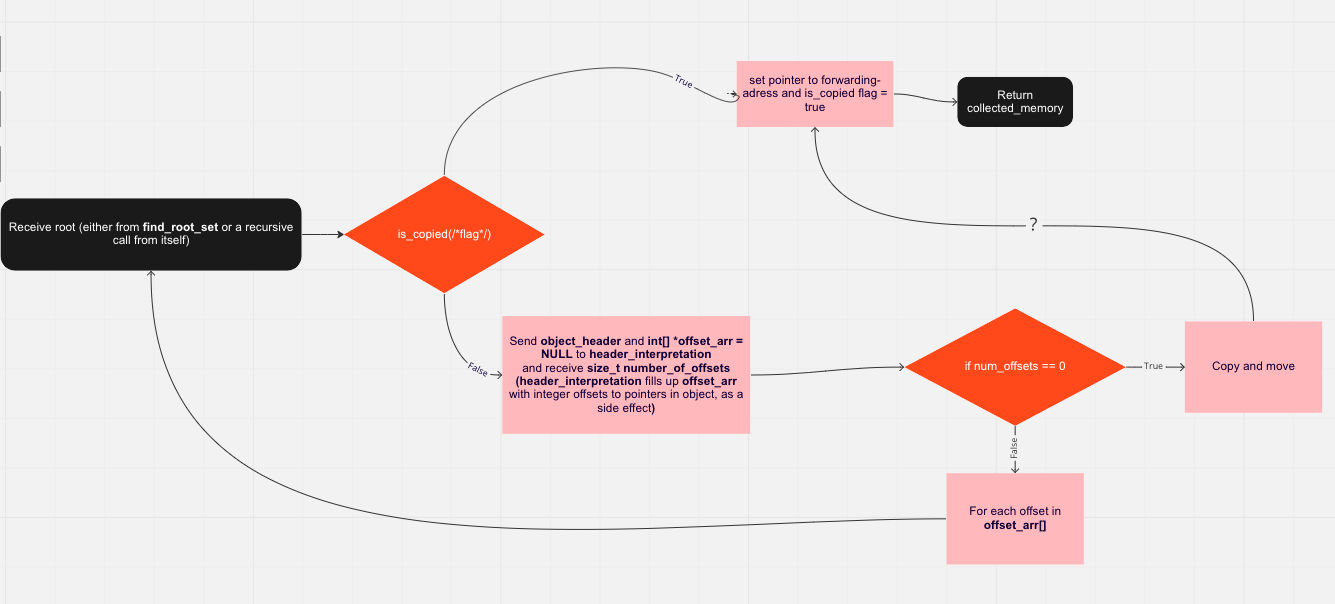 True
set pointer to forwarding-
adress and is_copied flag =
true
Return
collected_memory
Receive root (either from find_root_set or a recursive
call from itself)
is_copied(/*flag*/)
?
False
Send object_header and int[] *offset_arr =
NULL to header_interpretation
and receive size_t number_of_offsets
(header_interpretation fills up offset_arr
with integer offsets to pointers in object, as a
side effect)
if num_offsets == 0
True
Copy and move
False
For each offset in
offset_arr[]